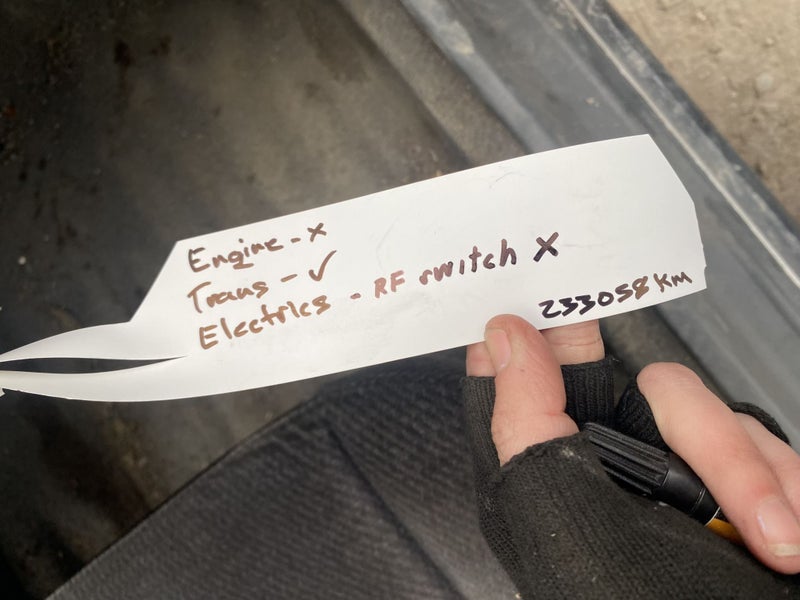 Engine - x
Trans - ✓
Electrics - RF switch X
233058 KM